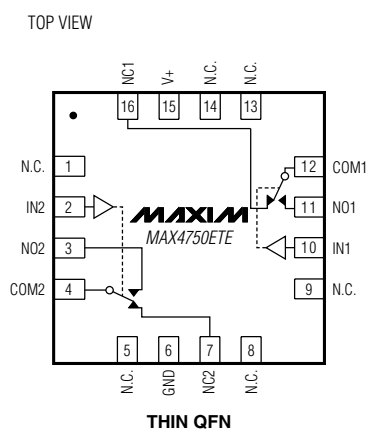 TOP VIEW
NC1
V+
N.C.
N.C.
16
15
14
13
N.C.
1
12
COM1
IN2
2
MAXIM
11
NO1
NO2
3
MAX4750ETE
10
IN1
COM2
4
9
N.C.
5
6
7
8
N.C.
GND
NC2
N.C.
THIN QFN